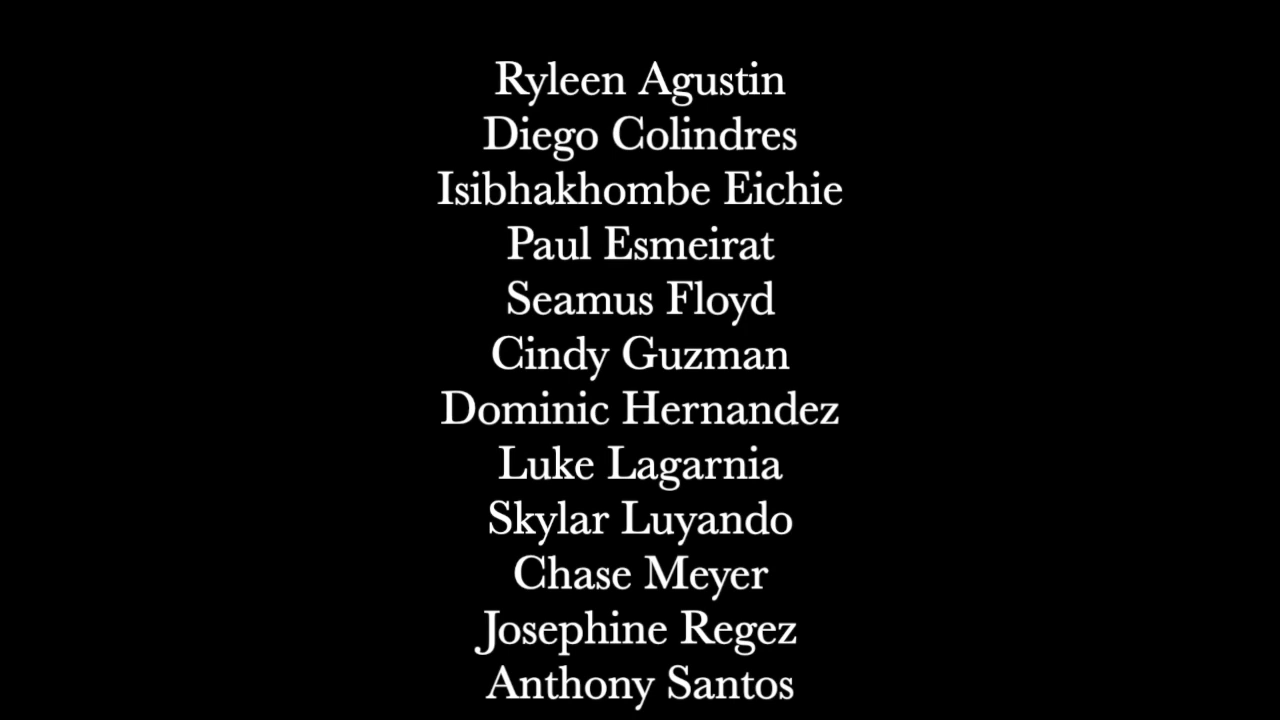 Ryleen Agustin
Diego Colindres
Isibhakhombe Eichie
Paul Esmeirat
Seamus Floyd
Cindy Guzman
Dominic Hernandez
Luke Lagarnia
Skylar Luyando
Chase Meyer
Josephine Regez
Anthony Santos